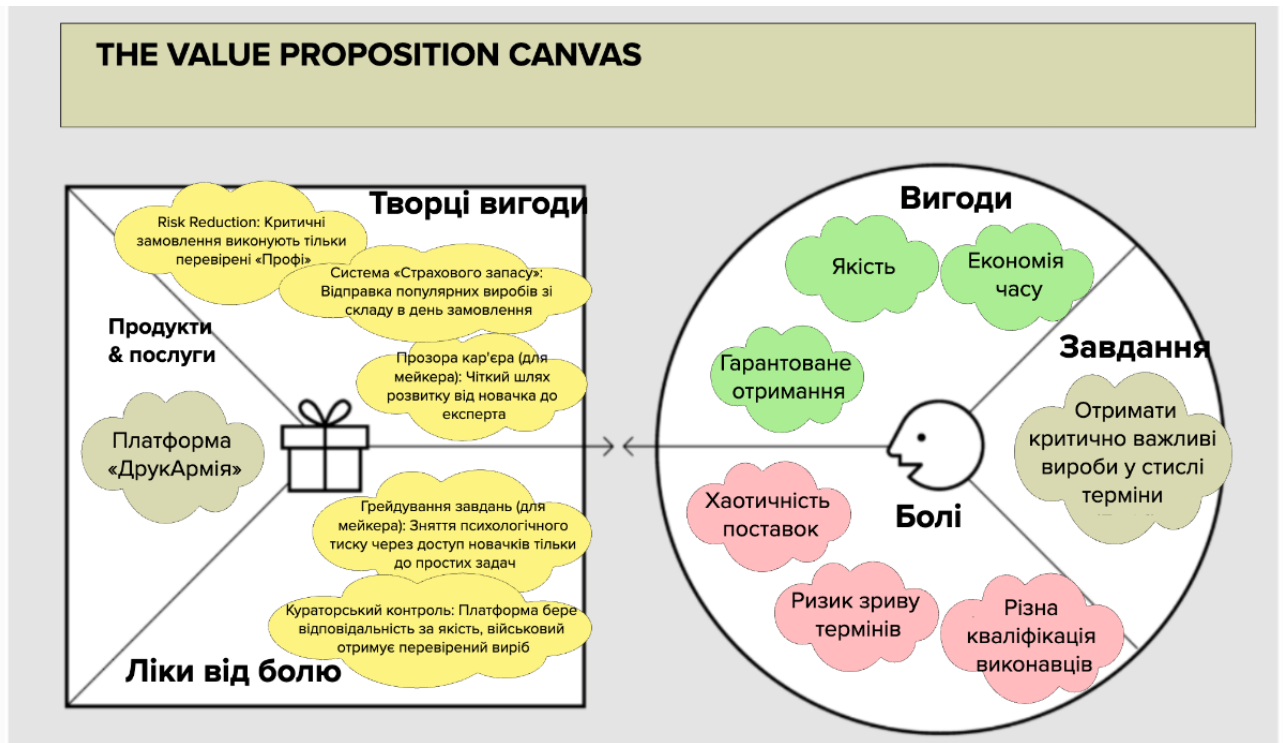 THE VALUE PROPOSITION CANVAS
Творці вигоди
Risk Reduction: Критичні
замовлення виконують тільки
перевірені «Профі»
Система «Страхового запасу»:
Відправка популярних виробів зі
складу в день замовлення
Прозора кар'єра (для
мейкера): Чіткий шлях
розвитку від новачка до
експерта
Продукти
& послуги
Платформа
«ДрукАрмія»
Грейдування завдань (для
мейкера): Зняття психологічного
тиску через доступ новачків тільки
до простих задач
Кураторський контроль: Платформа бере
відповідальність за якість, військовий
отримує перевірений виріб
Ліки від болю
Вигоди
Якість
Економія
часу
Гарантоване
отримання
Завдання
Отримати
критично важливі
вироби у стислі
терміни
Болі
Хаотичність
поставок
Ризик зриву
термінів
Різна
кваліфікація
виконавців